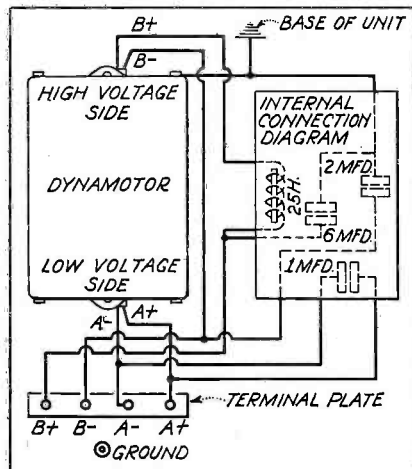 B+
B-
BASE OF UNIT
HIGH VOLTAGE
SIDE
DYNAMOTOR
LOW VOLTAGE
SIDE
A-
A+
INTERNAL
CONNECTION
DIAGRAM
2 MFD.
25H.
6 MFD.
1 MFD.
TERMINAL PLATE
B+ B- A- A+
GROUND